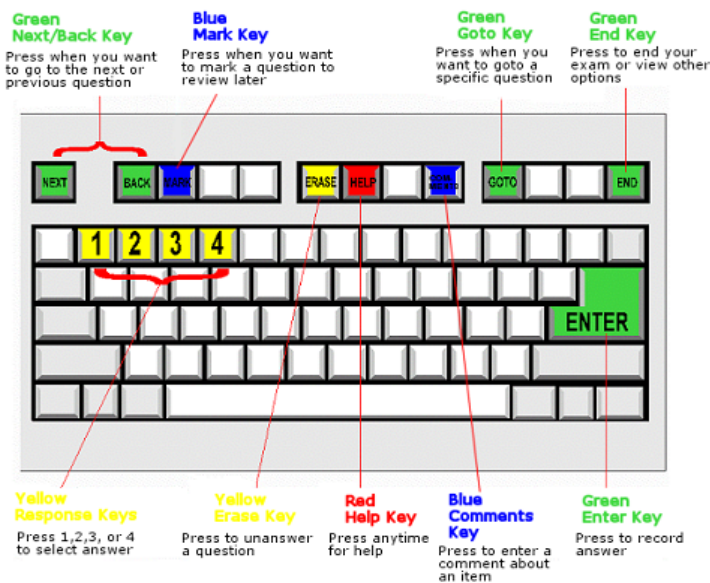 Green
Next/Back Key
Press when you want
to go to the next or
previous question
Blue
Mark Key
Press when you want
to mark a question to
review later
Green
Goto Key
Press when you
want to goto a
specific question
Green
End Key
Press to end your
exam or view other
options
NEXT
BACK
MARK
ERASE
HELP
COM-
MENTS
GOTO
END
1
2
3
4
ENTER
Yellow
Response Keys
Press 1,2,3, or 4
to select answer
Yellow
Erase Key
Press to unanswer
a question
Red
Help Key
Press anytime
for help
Blue
Comments
Key
Press to enter a
comment about
an item
Green
Enter Key
Press to record
answer